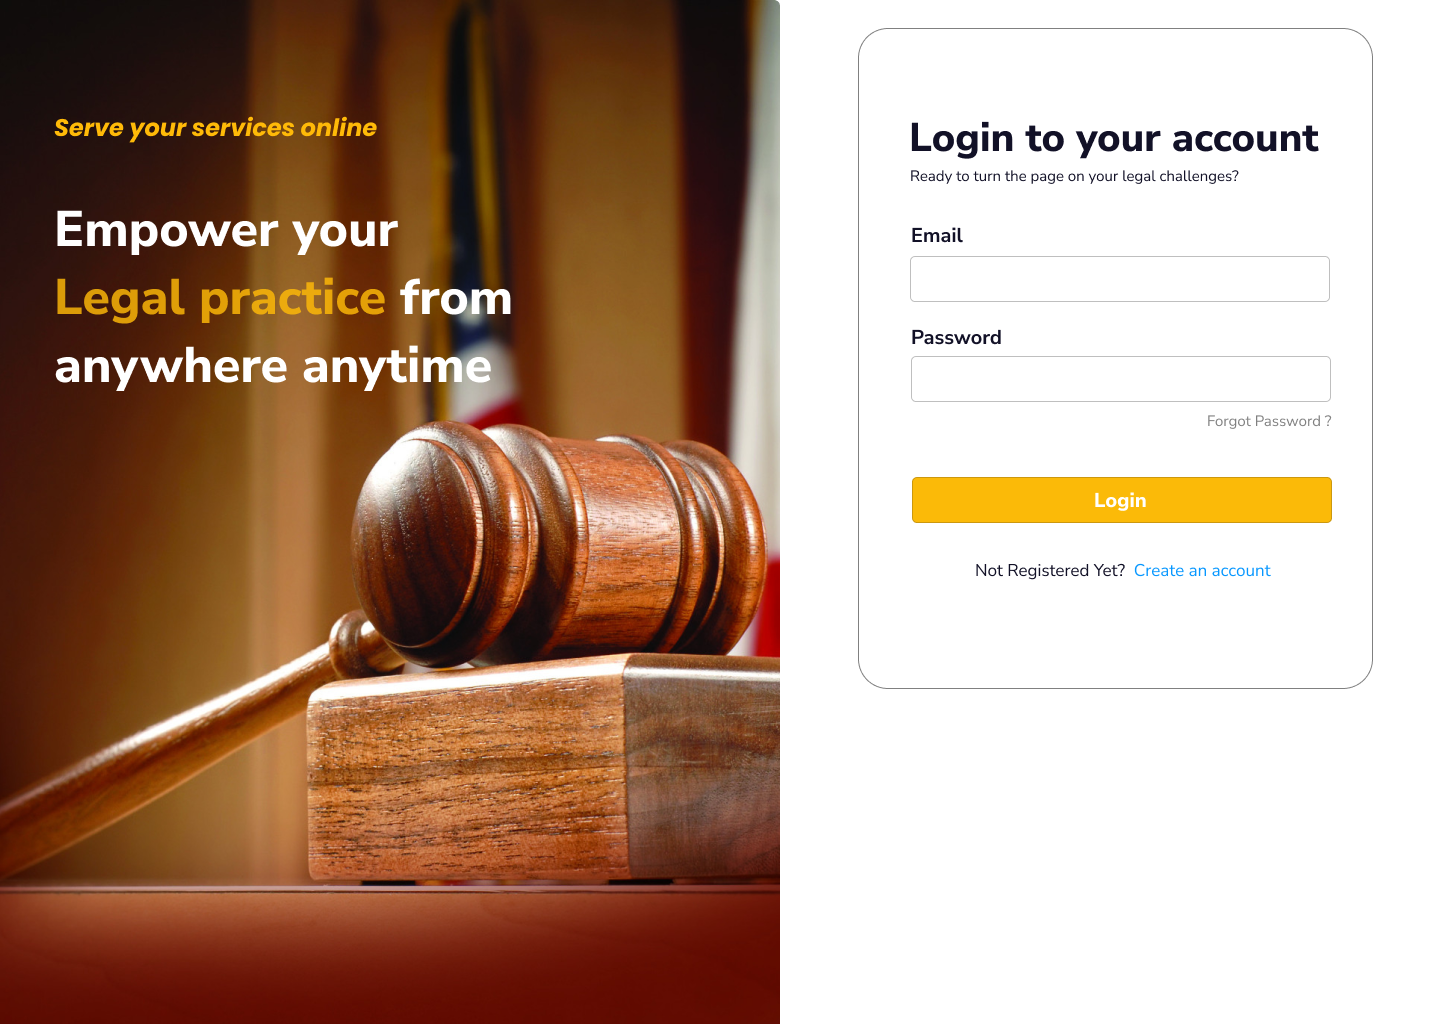 Serve your services online
Empower your
Legal practice from
anywhere anytime
Login to your account
Ready to turn the page on your legal challenges?
Email
Password
Forgot Password ?
Login
Not Registered Yet? Create an account